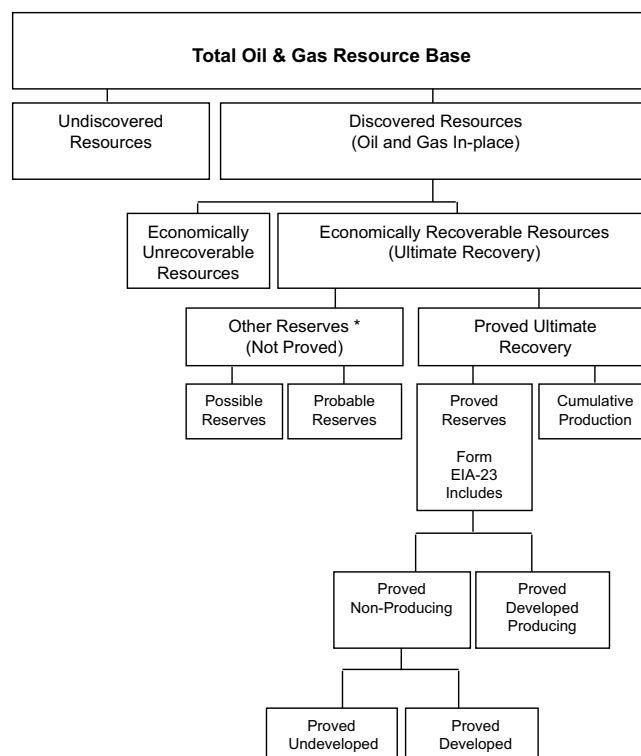 Total Oil & Gas Resource Base
Undiscovered
Resources
Discovered Resources
(Oil and Gas In-place)
Economically
Unrecoverable
Resources
Economically Recoverable Resources
(Ultimate Recovery)
Other Reserves *
(Not Proved)
Proved Ultimate
Recovery
Possible
Reserves
Probable
Reserves
Proved
Reserves
Form
EIA-23
Includes
Cumulative
Production
Proved
Non-Producing
Proved
Developed
Producing
Proved
Undeveloped
Proved
Developed